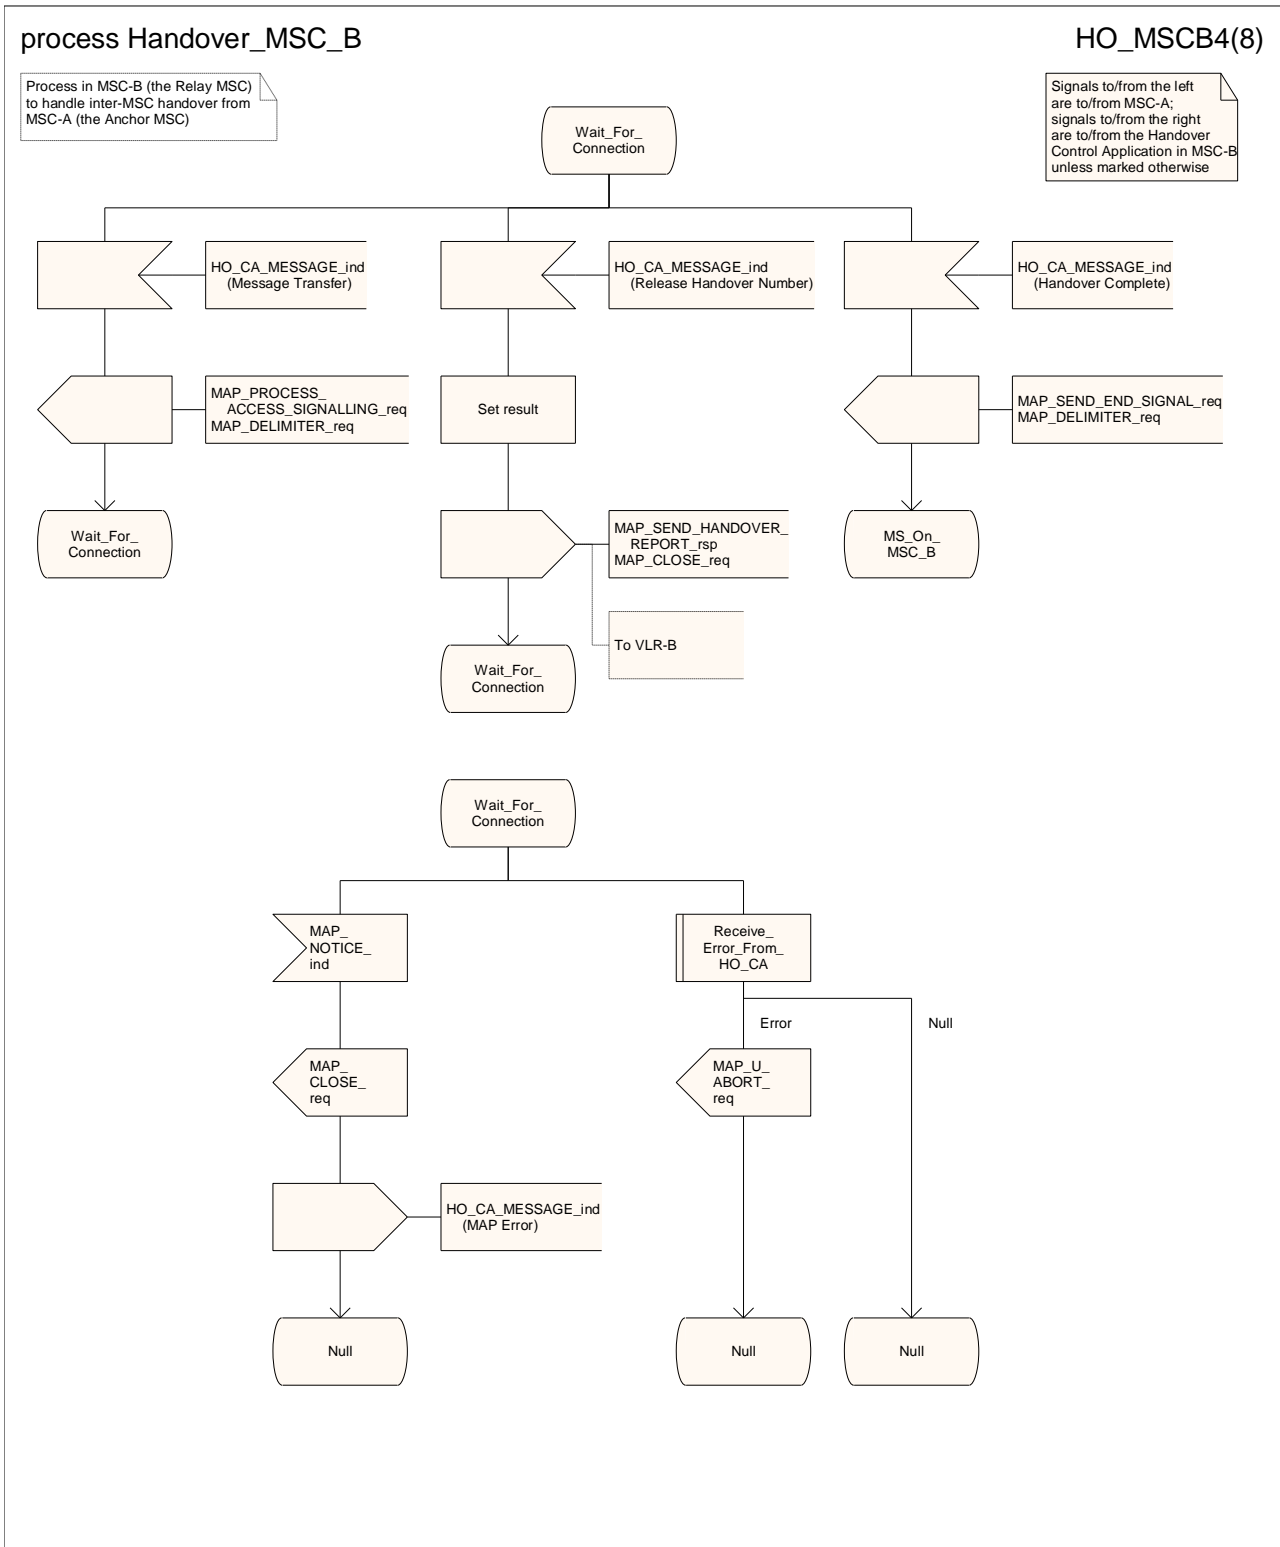 process Handover_MSC_B
HO_MSCB4(8)
Process in MSC-B (the Relay MSC)
to handle inter-MSC handover from
MSC-A (the Anchor MSC)
Signals to/from the left
are to/from MSC-A;
signals to/from the right
are to/from the Handover
Control Application in MSC-B
unless marked otherwise
Wait_For_
Connection
HO_CA_MESSAGE_ind
(Message Transfer)
HO_CA_MESSAGE_ind
(Release Handover Number)
HO_CA_MESSAGE_ind
(Handover Complete)
MAP_PROCESS_
ACCESS_SIGNALLING_req
MAP_DELIMITER_req
Set result
MAP_SEND_END_SIGNAL_req
MAP_DELIMITER_req
Wait_For_
Connection
MAP_SEND_HANDOVER_
REPORT_rsp
MAP_CLOSE_req
MS_On_
MSC_B
To VLR-B
Wait_For_
Connection
Wait_For_
Connection
MAP_
NOTICE_
ind
Receive_
Error_From_
HO_CA
Error
Null
MAP_
CLOSE_
req
MAP_U_
ABORT_
req
HO_CA_MESSAGE_ind
(MAP Error)
Null
Null
Null